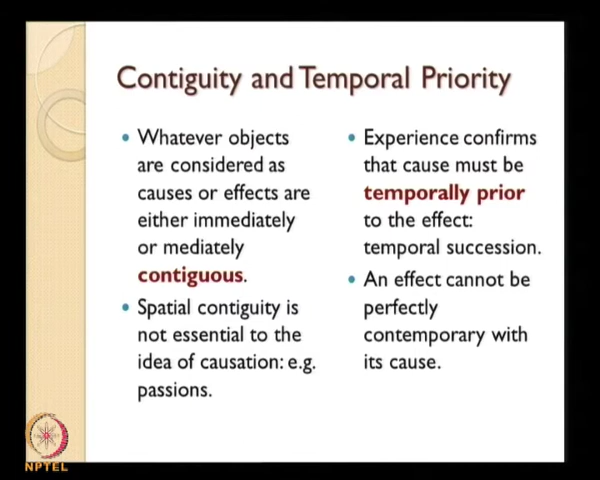 Contiguity and Temporal Priority
Whatever objects
are considered as
causes or effects are
either immediately
or mediately
contiguous.
Spatial contiguity is
not essential to the
idea of causation: e.g.
passions.
Experience confirms
that cause must be
temporally prior
to the effect:
temporal succession.
An effect cannot be
perfectly
contemporary with
its cause.
NPTEL